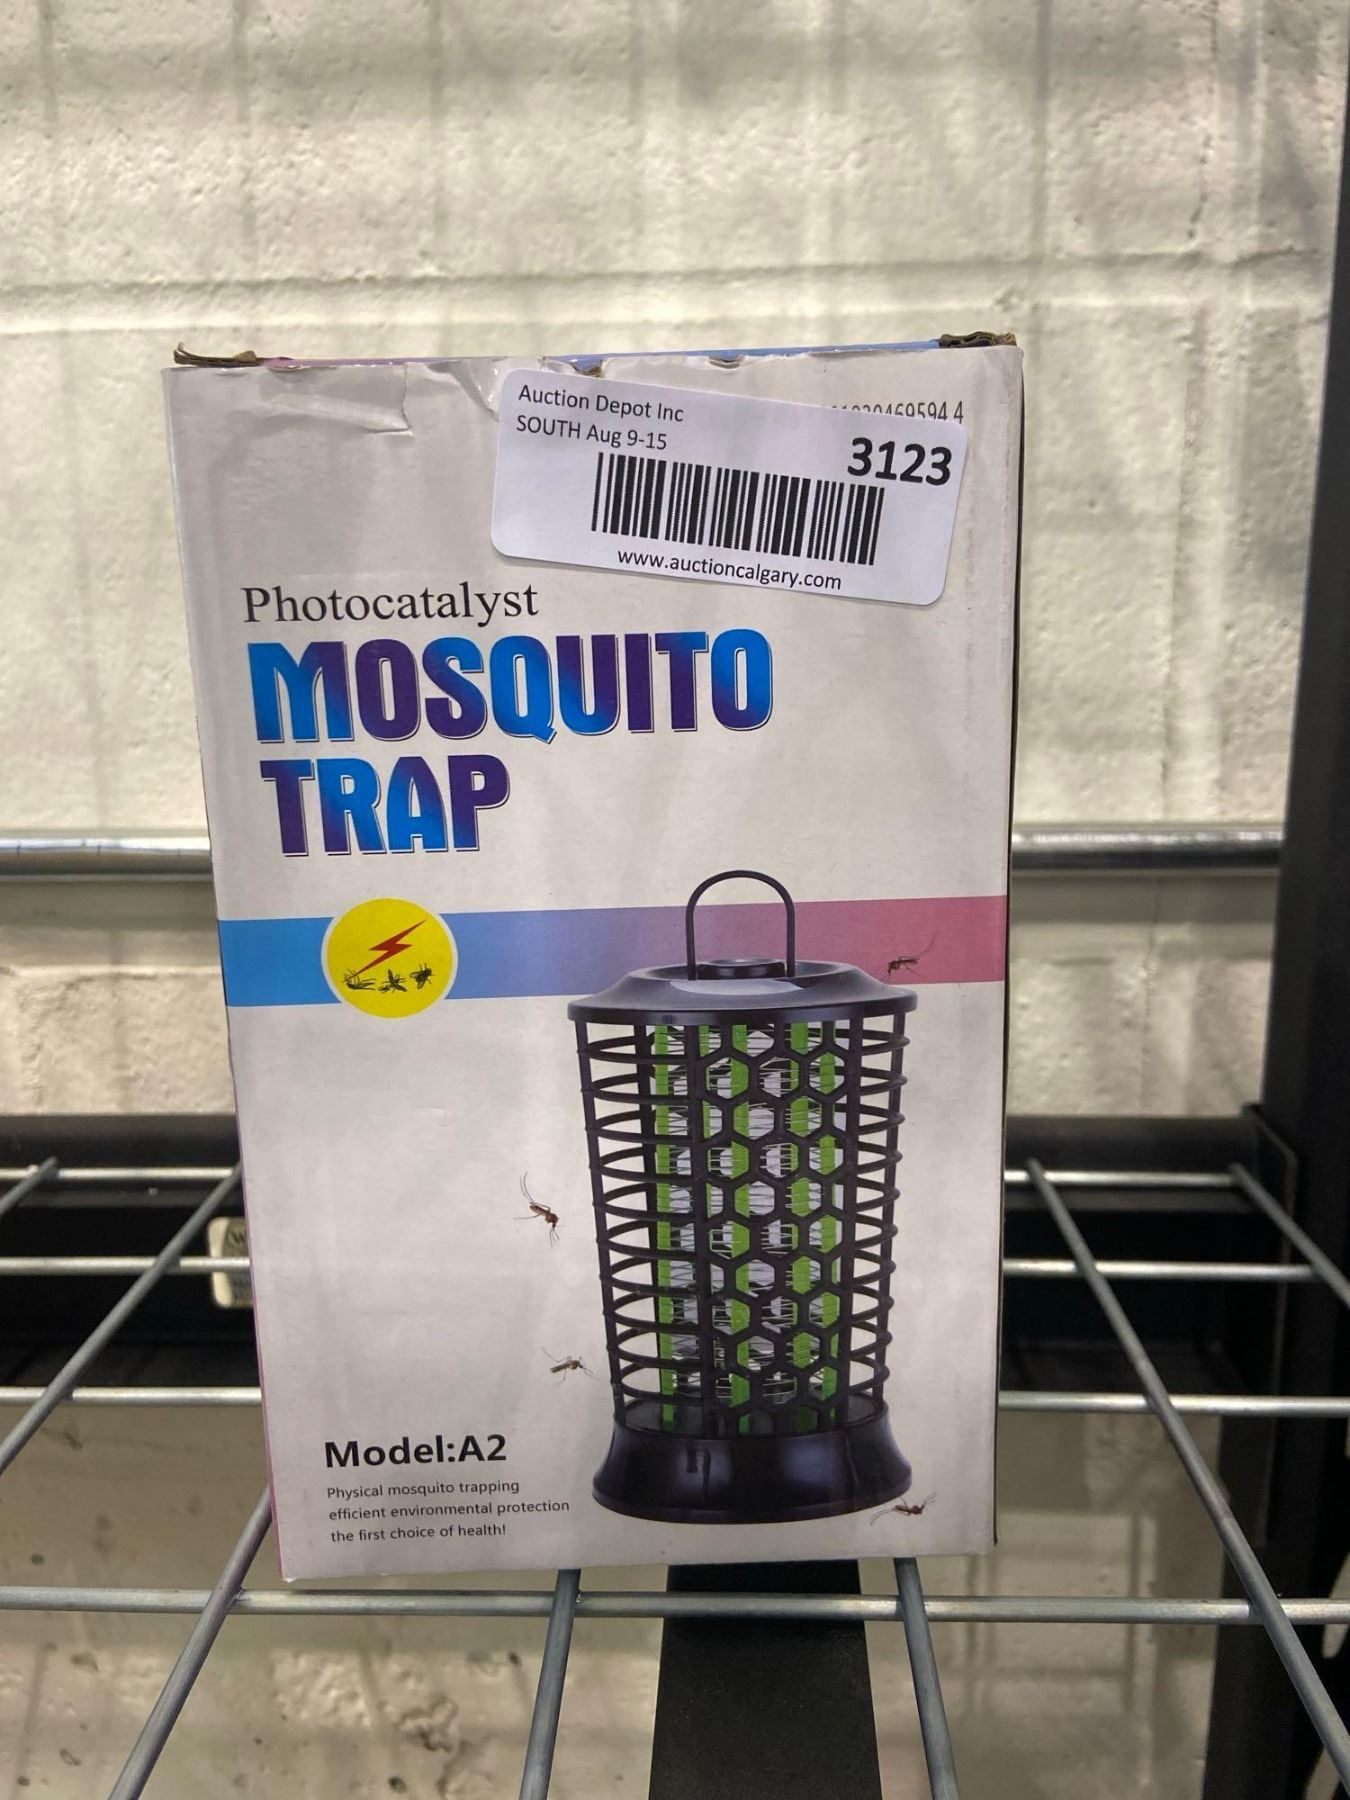 Auction Depot Inc
SOUTH Aug 9-15
3123
www.auctioncalgary.com
Photocatalyst
MOSQUITO
TRAP
Model:A2
Physical mosquito trapping
efficient environmental protection
the first choice of health!